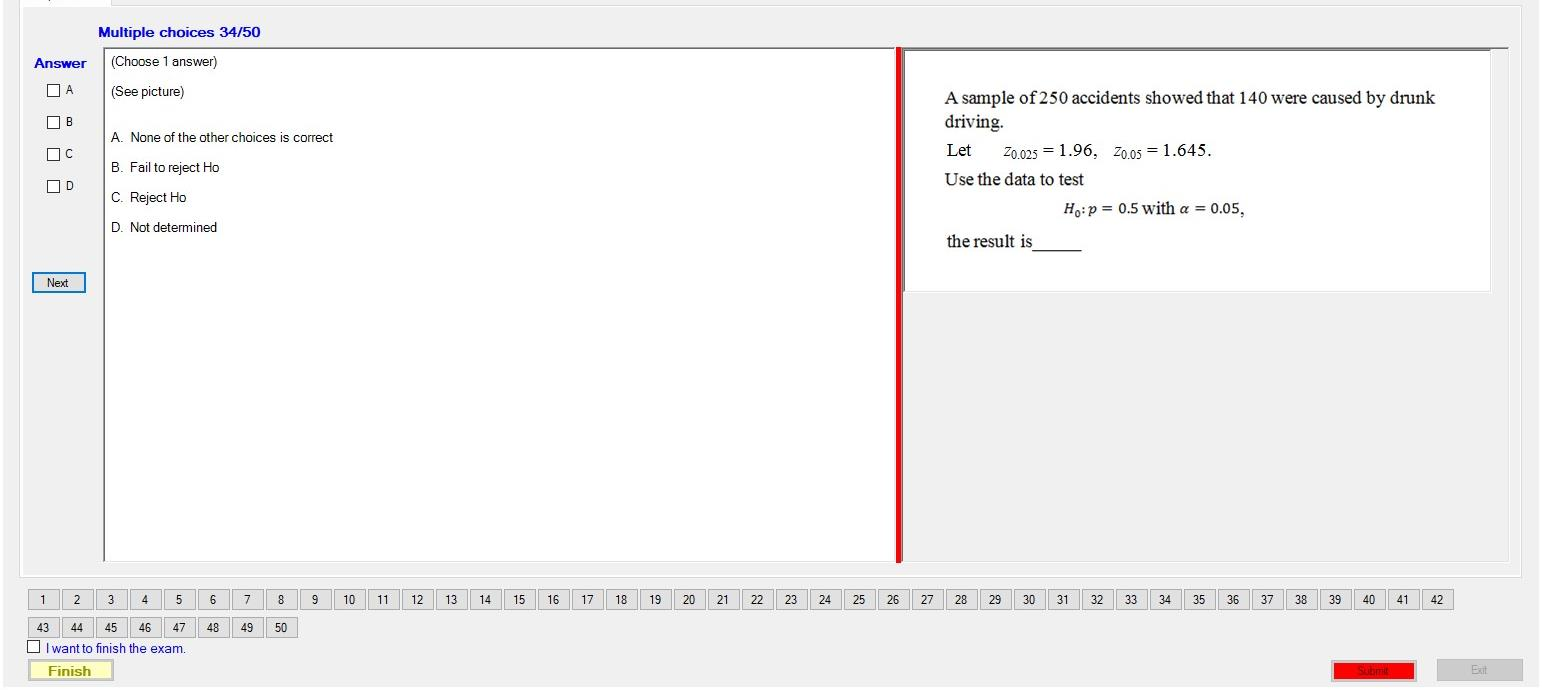 Multiple choices 34/50
Answer
A
B
C
D
Next
(Choose 1 answer)
(See picture)
A. None of the other choices is correct
B. Fail to reject Ho
C. Reject Ho
D. Not determined
A sample of 250 accidents showed that 140 were caused by drunk
driving.
Let z₀.₀₂₅ = 1.96, z₀.₀₅ = 1.645.
Use the data to test
H₀: p = 0.5 with α = 0.05,
the result is_____
1 2 3 4 5 6 7 8 9 10 11 12 13 14 15 16 17 18 19 20 21 22 23 24 25 26 27 28 29 30 31 32 33 34 35 36 37 38 39 40 41 42
43 44 45 46 47 48 49 50
I want to finish the exam.
Finish
Submit
Exit